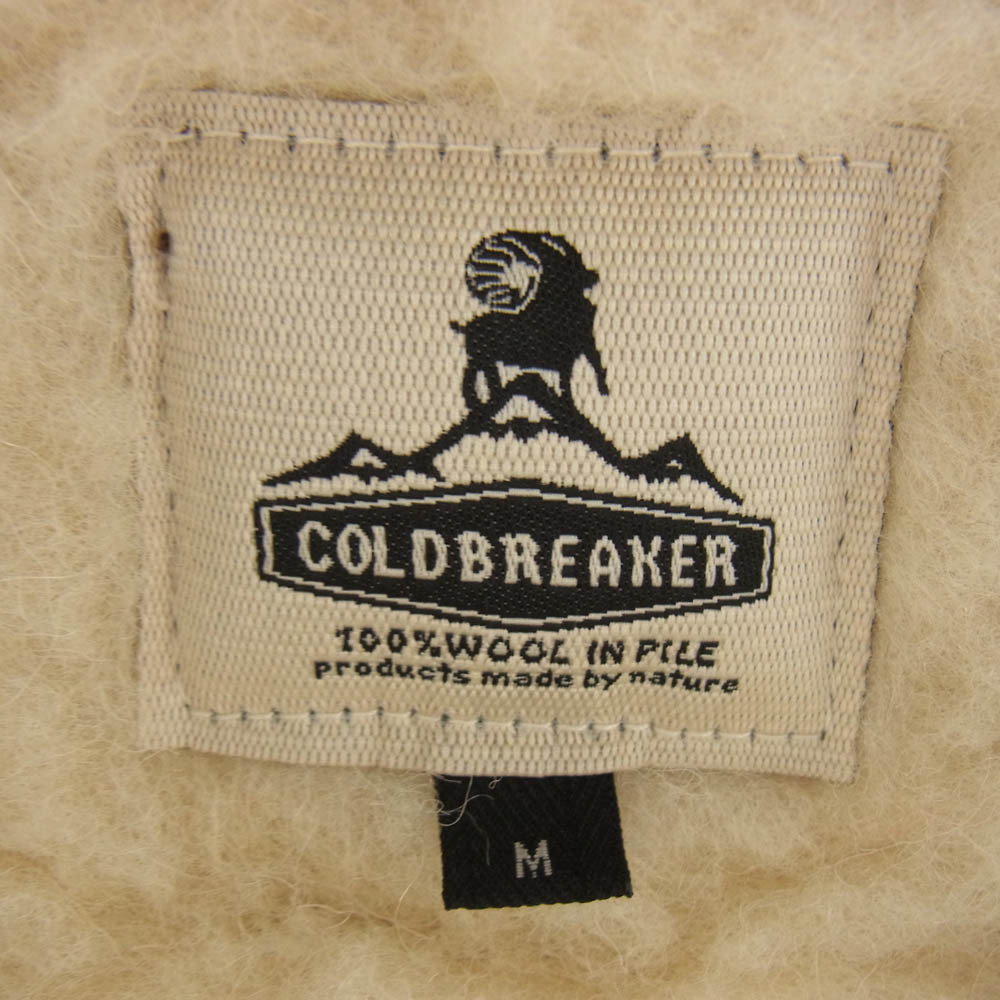 COLDBREAKER
100% WOOL IN PILE
products made by nature
M